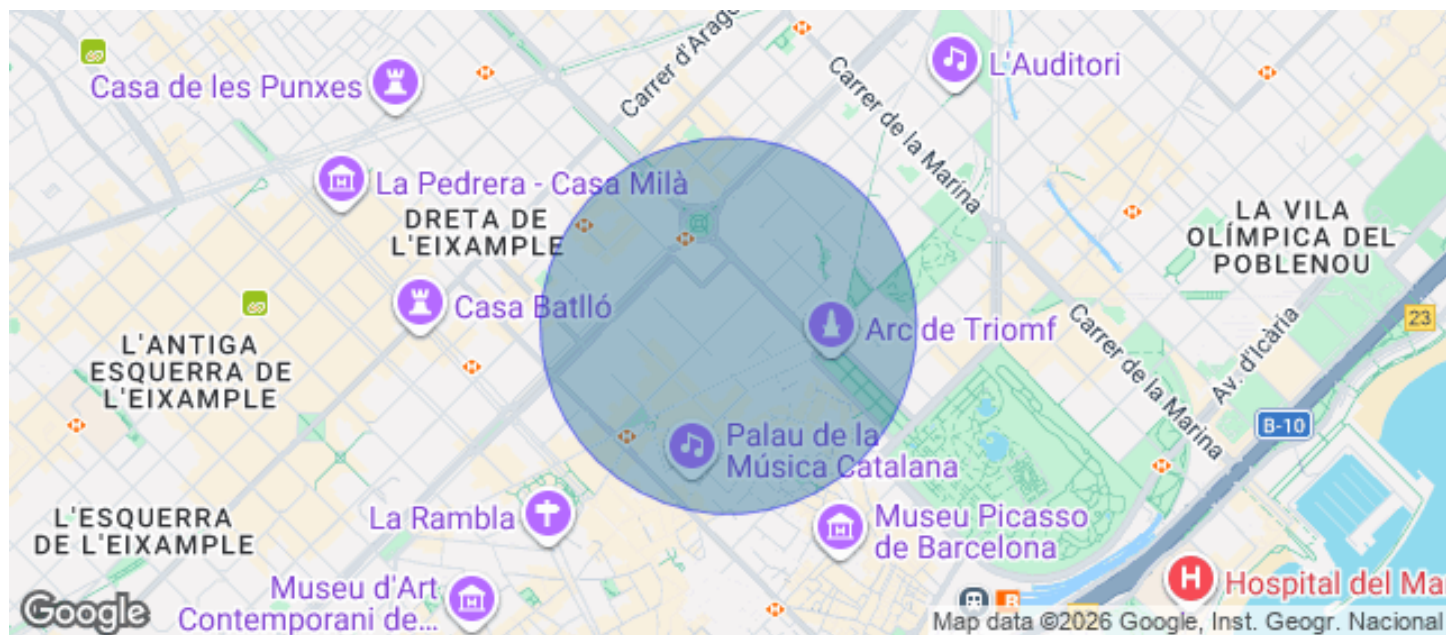 Carrer d'Arago
L'Auditori
Casa de les Punxes
Carrer de la Marina
La Pedrera - Casa Milà
DRETA DE
L'EIXAMPLE
LA VILA
OLÍMPICA DEL
POBLENOU
Casa Batlló
Arc de Triomf
23
L'ANTIGA
ESQUERRA DE
L'EIXAMPLE
Carrer de la Marina
Av. d'Icària
B-10
Palau de la
Música Catalana
L'ESQUERRA
DE L'EIXAMPLE
La Rambla
Museu Picasso
de Barcelona
Museu d'Art
Contemporani de...
H
Hospital del Ma
Google
Map data ©2026 Google, Inst. Geogr. Nacional